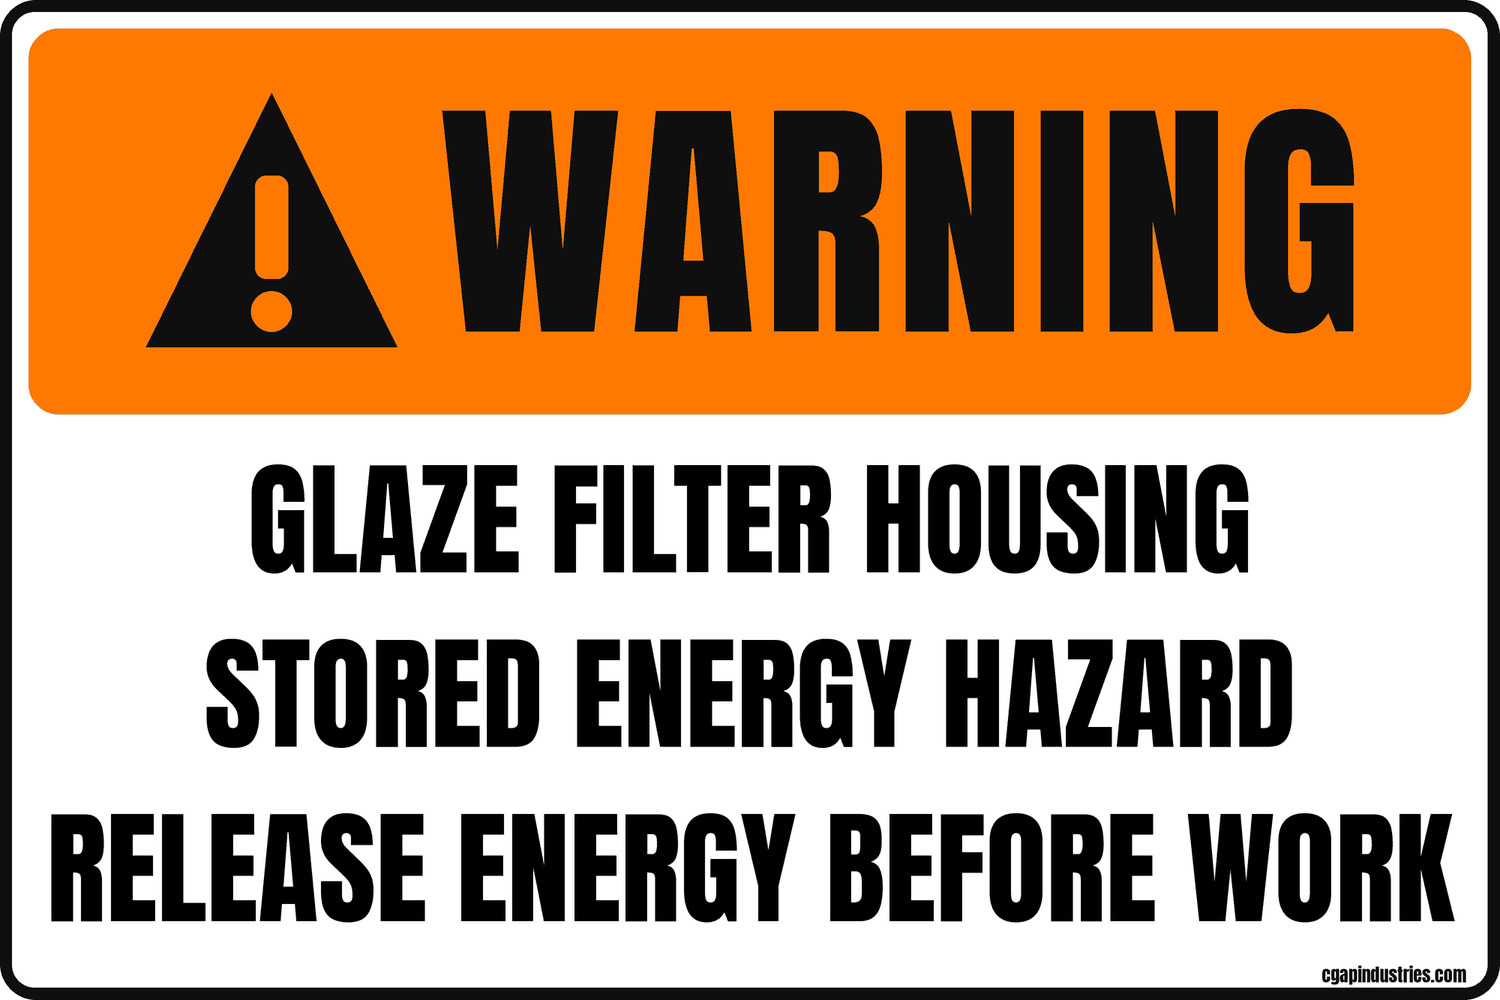 WARNING
GLAZE FILTER HOUSING
STORED ENERGY HAZARD
RELEASE ENERGY BEFORE WORK
cgapindustries.com